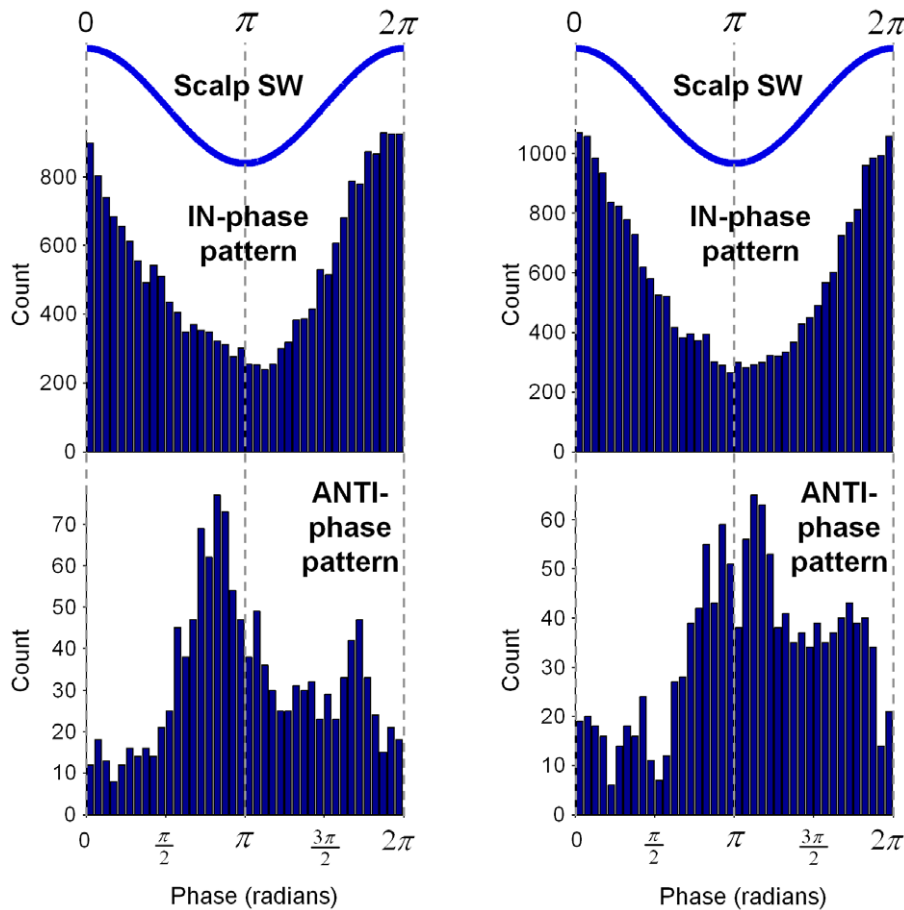 0 π 2π
Scalp SW
IN-phase
pattern
Count
800
600
400
200
0
ANTI-
phase
pattern
Count
70
60
50
40
30
20
10
0
0 π/2 π 3π/2 2π
Phase (radians)
0 π 2π
Scalp SW
IN-phase
pattern
Count
1000
800
600
400
200
0
ANTI-
phase
pattern
Count
60
50
40
30
20
10
0
0 π/2 π 3π/2 2π
Phase (radians)